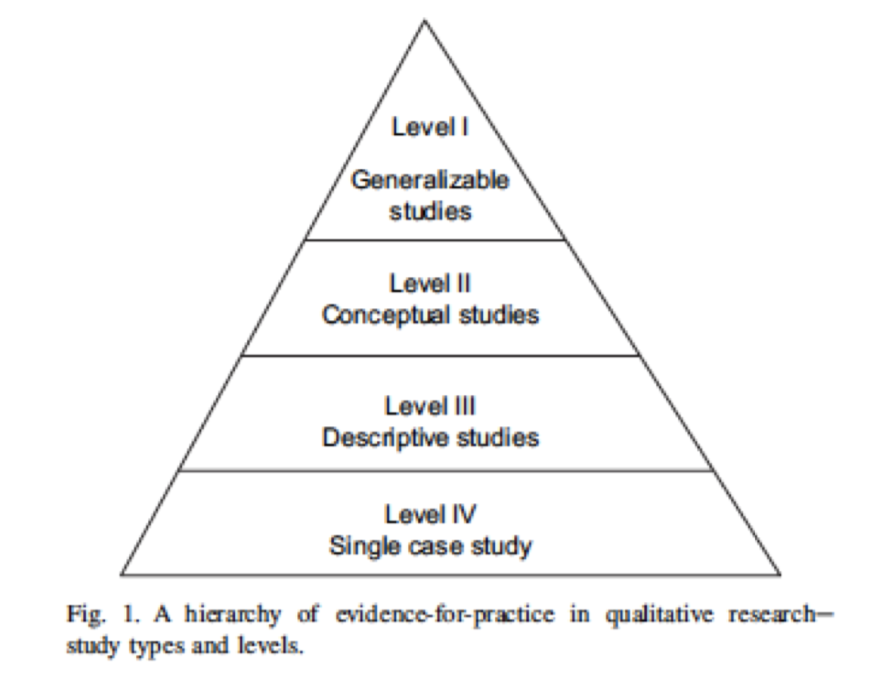 Level I
Generalizable
studies
Level II
Conceptual studies
Level III
Descriptive studies
Level IV
Single case study
Fig. 1. A hierarchy of evidence-for-practice in qualitative research—
study types and levels.